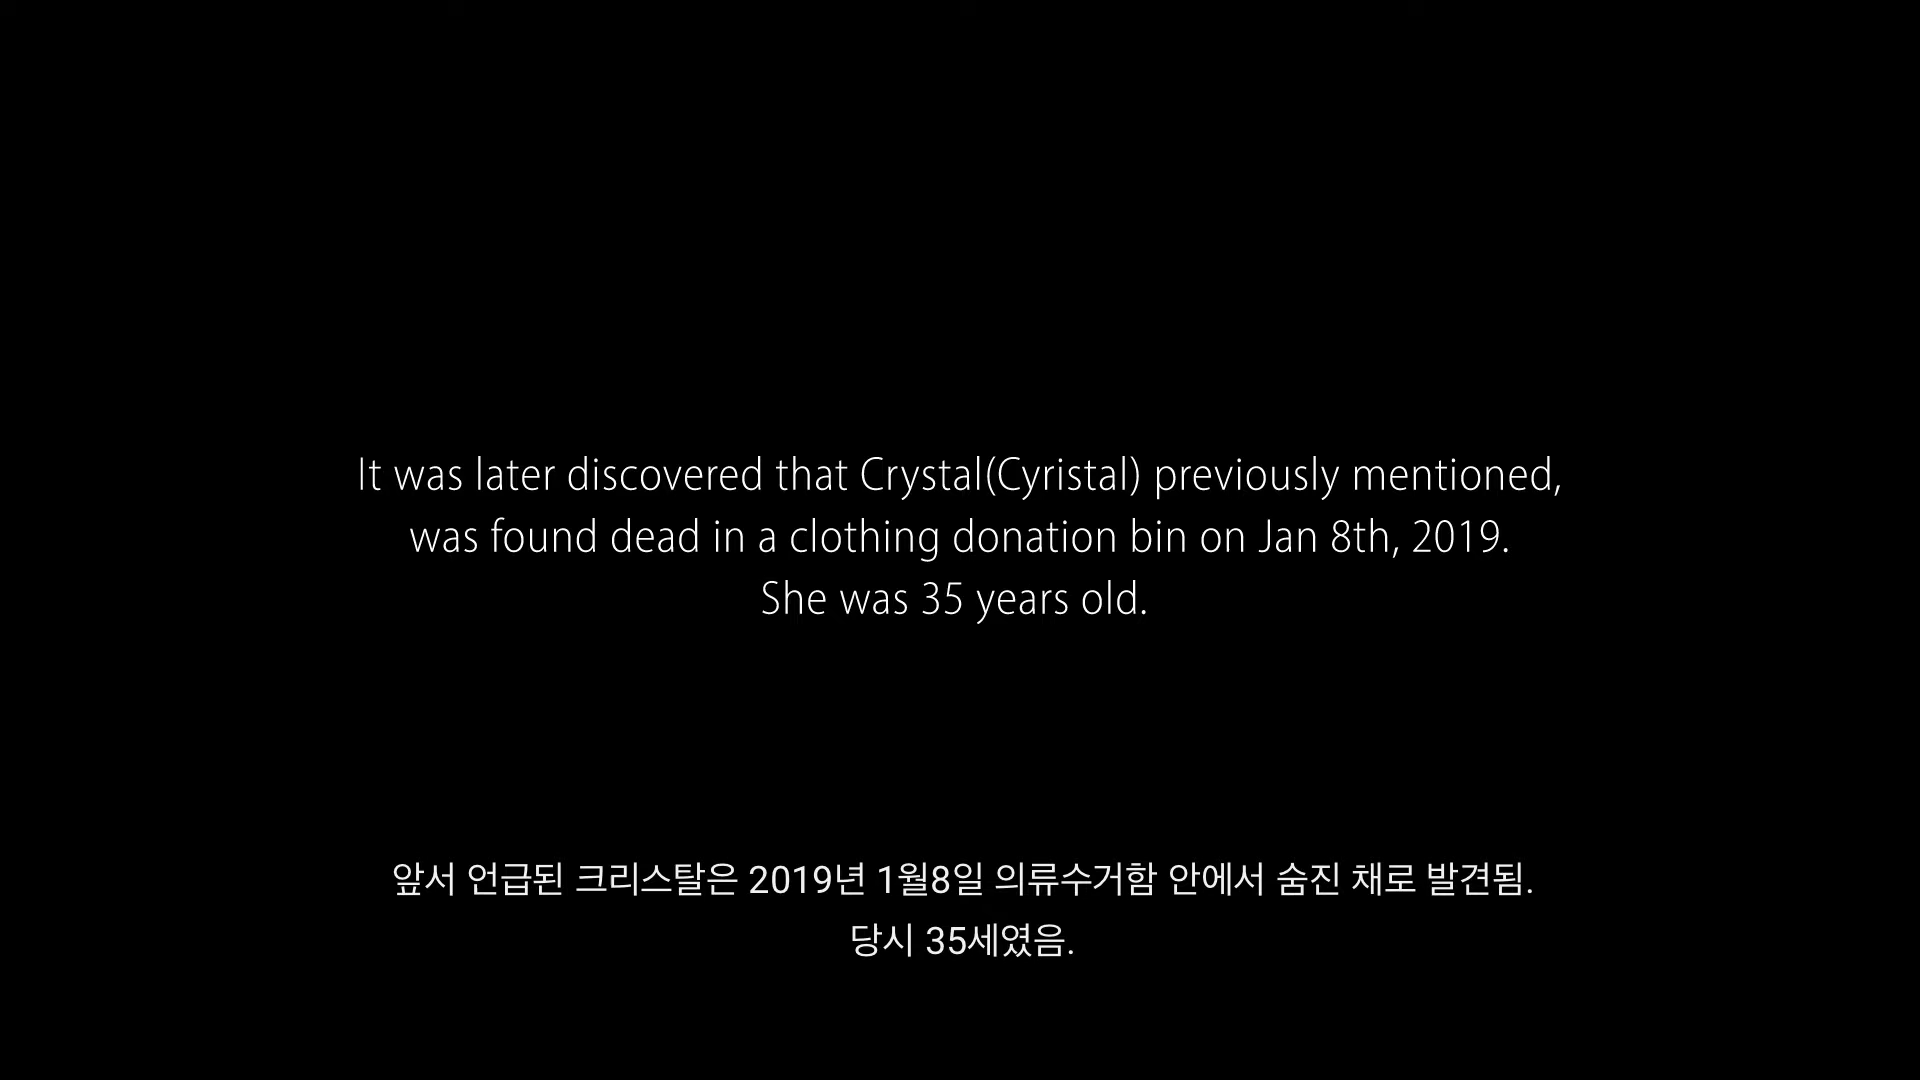 It was later discovered that Crystal(Cyristal) previously mentioned,
was found dead in a clothing donation bin on Jan 8th, 2019.
She was 35 years old.
앞서 언급된 크리스탈은 2019년 1월8일 의류수거함 안에서 숨진 채로 발견됨.
당시 35세였음.